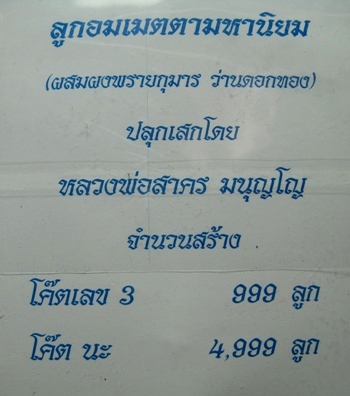 ลูกอมเมตตามหานิยม
(ผสมผงพรายกุมาร ว่านดอกทอง)
ปลุกเสกโดย
หลวงพ่อสาคร มนุญโญ
จำนวนสร้าง
โค๊ตเลข 3 999 ลูก
โค๊ต นะ 4,999 ลูก